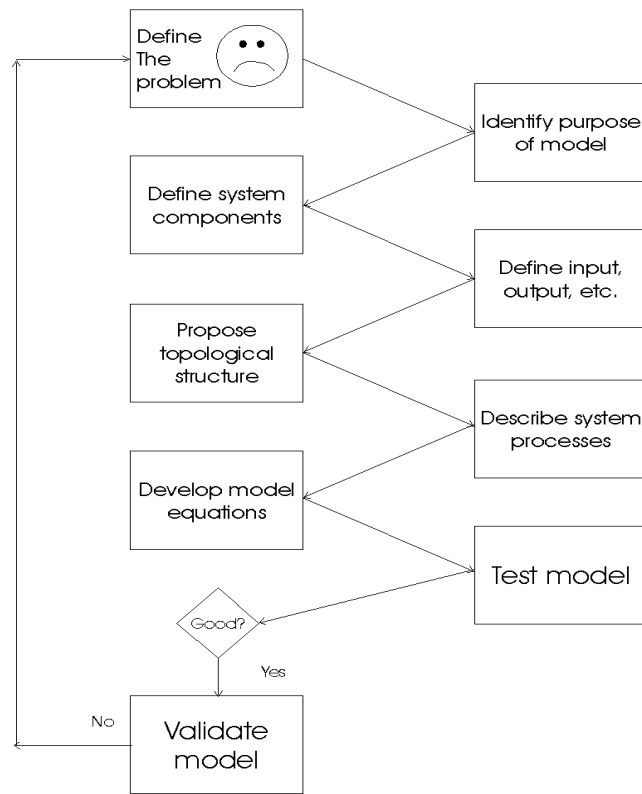 Define
The
problem
Identify purpose
of model
Define system
components
Define input,
output, etc.
Propose
topological
structure
Describe system
processes
Develop model
equations
Test model
Good?
Yes
No
Validate
model